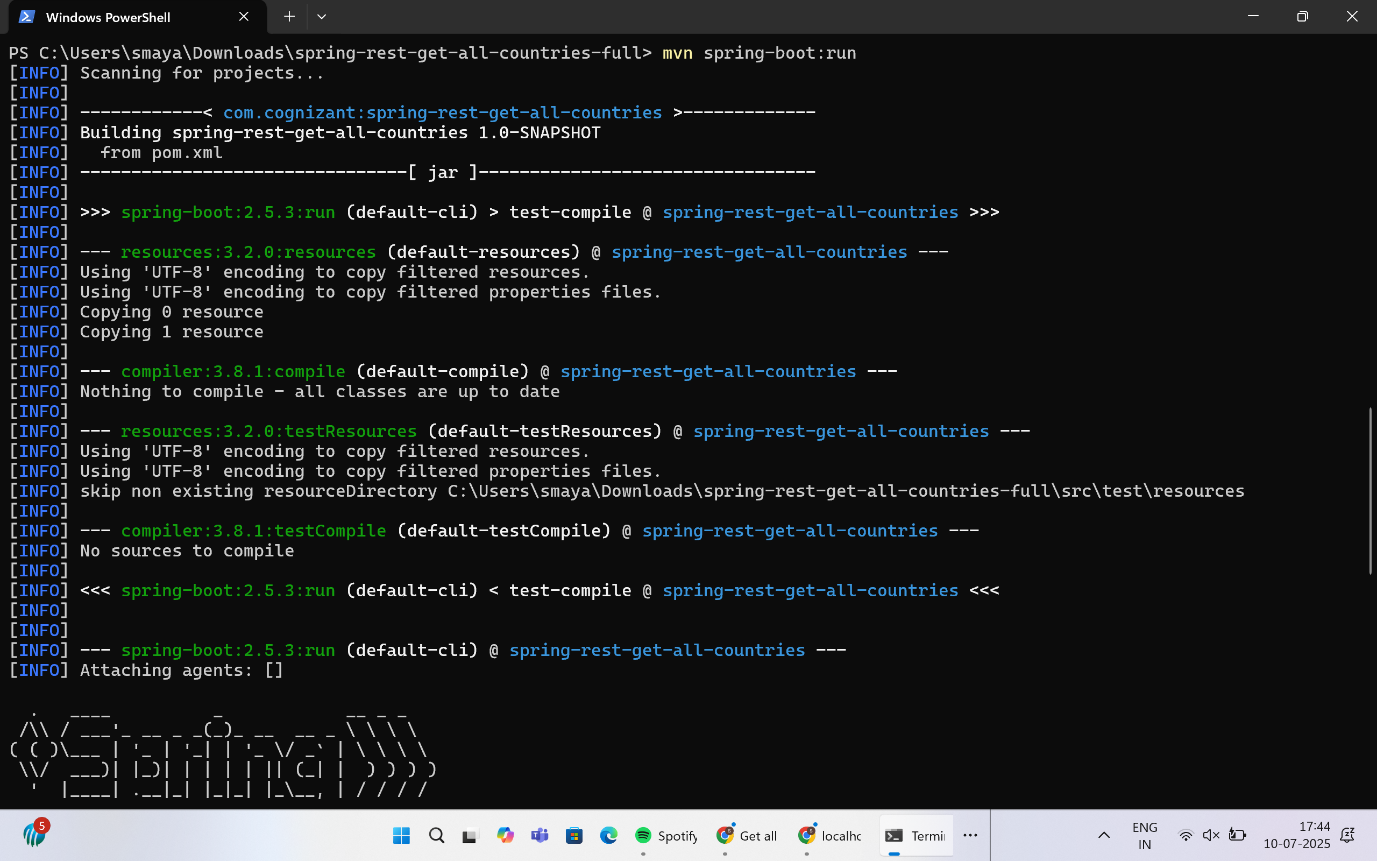 Windows PowerShell
PS C:\Users\smaya\Downloads\spring-rest-get-all-countries-full> mvn spring-boot:run
[INFO] Scanning for projects...
[INFO]
[INFO] ------------< com.cognizant:spring-rest-get-all-countries >-------------
[INFO] Building spring-rest-get-all-countries 1.0-SNAPSHOT
[INFO]   from pom.xml
[INFO] --------------------------------[ jar ]---------------------------------
[INFO]
[INFO] >>> spring-boot:2.5.3:run (default-cli) > test-compile @ spring-rest-get-all-countries >>>
[INFO]
[INFO] --- resources:3.2.0:resources (default-resources) @ spring-rest-get-all-countries ---
[INFO] Using 'UTF-8' encoding to copy filtered resources.
[INFO] Using 'UTF-8' encoding to copy filtered properties files.
[INFO] Copying 0 resource
[INFO] Copying 1 resource
[INFO]
[INFO] --- compiler:3.8.1:compile (default-compile) @ spring-rest-get-all-countries ---
[INFO] Nothing to compile - all classes are up to date
[INFO]
[INFO] --- resources:3.2.0:testResources (default-testResources) @ spring-rest-get-all-countries ---
[INFO] Using 'UTF-8' encoding to copy filtered resources.
[INFO] Using 'UTF-8' encoding to copy filtered properties files.
[INFO] skip non existing resourceDirectory C:\Users\smaya\Downloads\spring-rest-get-all-countries-full\src\test\resources
[INFO]
[INFO] --- compiler:3.8.1:testCompile (default-testCompile) @ spring-rest-get-all-countries ---
[INFO] No sources to compile
[INFO]
[INFO] <<< spring-boot:2.5.3:run (default-cli) < test-compile @ spring-rest-get-all-countries <<<
[INFO]
[INFO]
[INFO] --- spring-boot:2.5.3:run (default-cli) @ spring-rest-get-all-countries ---
[INFO] Attaching agents: []
  .   ____          _            __ _ _
 /\\ / ___'_ __ _ _(_)_ __  __ _ \ \ \ \
( ( )\___ | '_ | '_| | '_ \/ _` | \ \ \ \
 \\/  ___)| |_)| | | | | || (_| |  ) ) ) )
  '  |____| .__|_| |_|_| |_\__, | / / / /
5
Spotify
Get all
localhc
Termi
ENG
IN
17:44
10-07-2025